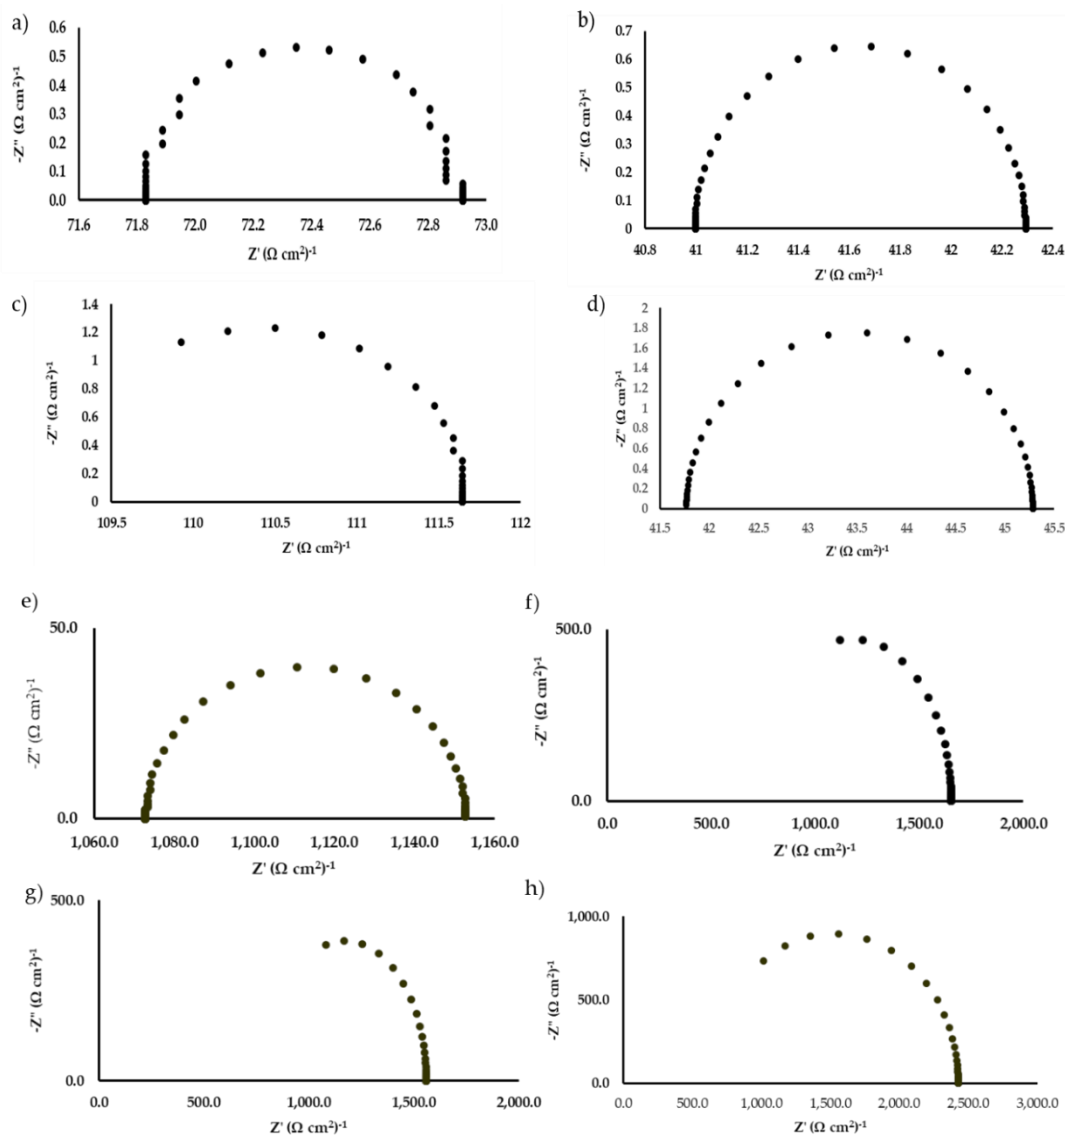 a)
0.6
0.5
0.4
0.3
0.2
0.1
0.0
-Z" (Ω cm²)⁻¹
71.6 71.8 72.0 72.2 72.4 72.6 72.8 73.0
Z' (Ω cm²)⁻¹
b)
0.7
0.6
0.5
0.4
0.3
0.2
0.1
0
-Z" (Ω cm²)⁻¹
40.8 41 41.2 41.4 41.6 41.8 42 42.2 42.4
Z' (Ω cm²)⁻¹
c)
1.4
1.2
1
0.8
0.6
0.4
0.2
0
-Z" (Ω cm²)⁻¹
109.5 110 110.5 111 111.5 112
Z' (Ω cm²)⁻¹
d)
2
1.8
1.6
1.4
1.2
1
0.8
0.6
0.4
0.2
0
-Z" (Ω cm²)⁻¹
41.5 42 42.5 43 43.5 44 44.5 45 45.5
Z' (Ω cm²)⁻¹
e)
50.0
0.0
-Z" (Ω cm²)⁻¹
1,060.0 1,080.0 1,100.0 1,120.0 1,140.0 1,160.0
Z' (Ω cm²)⁻¹
f)
500.0
0.0
-Z" (Ω cm²)⁻¹
0.0 500.0 1,000.0 1,500.0 2,000.0
Z' (Ω cm²)⁻¹
g)
500.0
0.0
-Z" (Ω cm²)⁻¹
0.0 500.0 1,000.0 1,500.0 2,000.0
Z' (Ω cm²)⁻¹
h)
1,000.0
500.0
0.0
-Z" (Ω cm²)⁻¹
0.0 500.0 1,000.0 1,500.0 2,000.0 2,500.0 3,000.0
Z' (Ω cm²)⁻¹